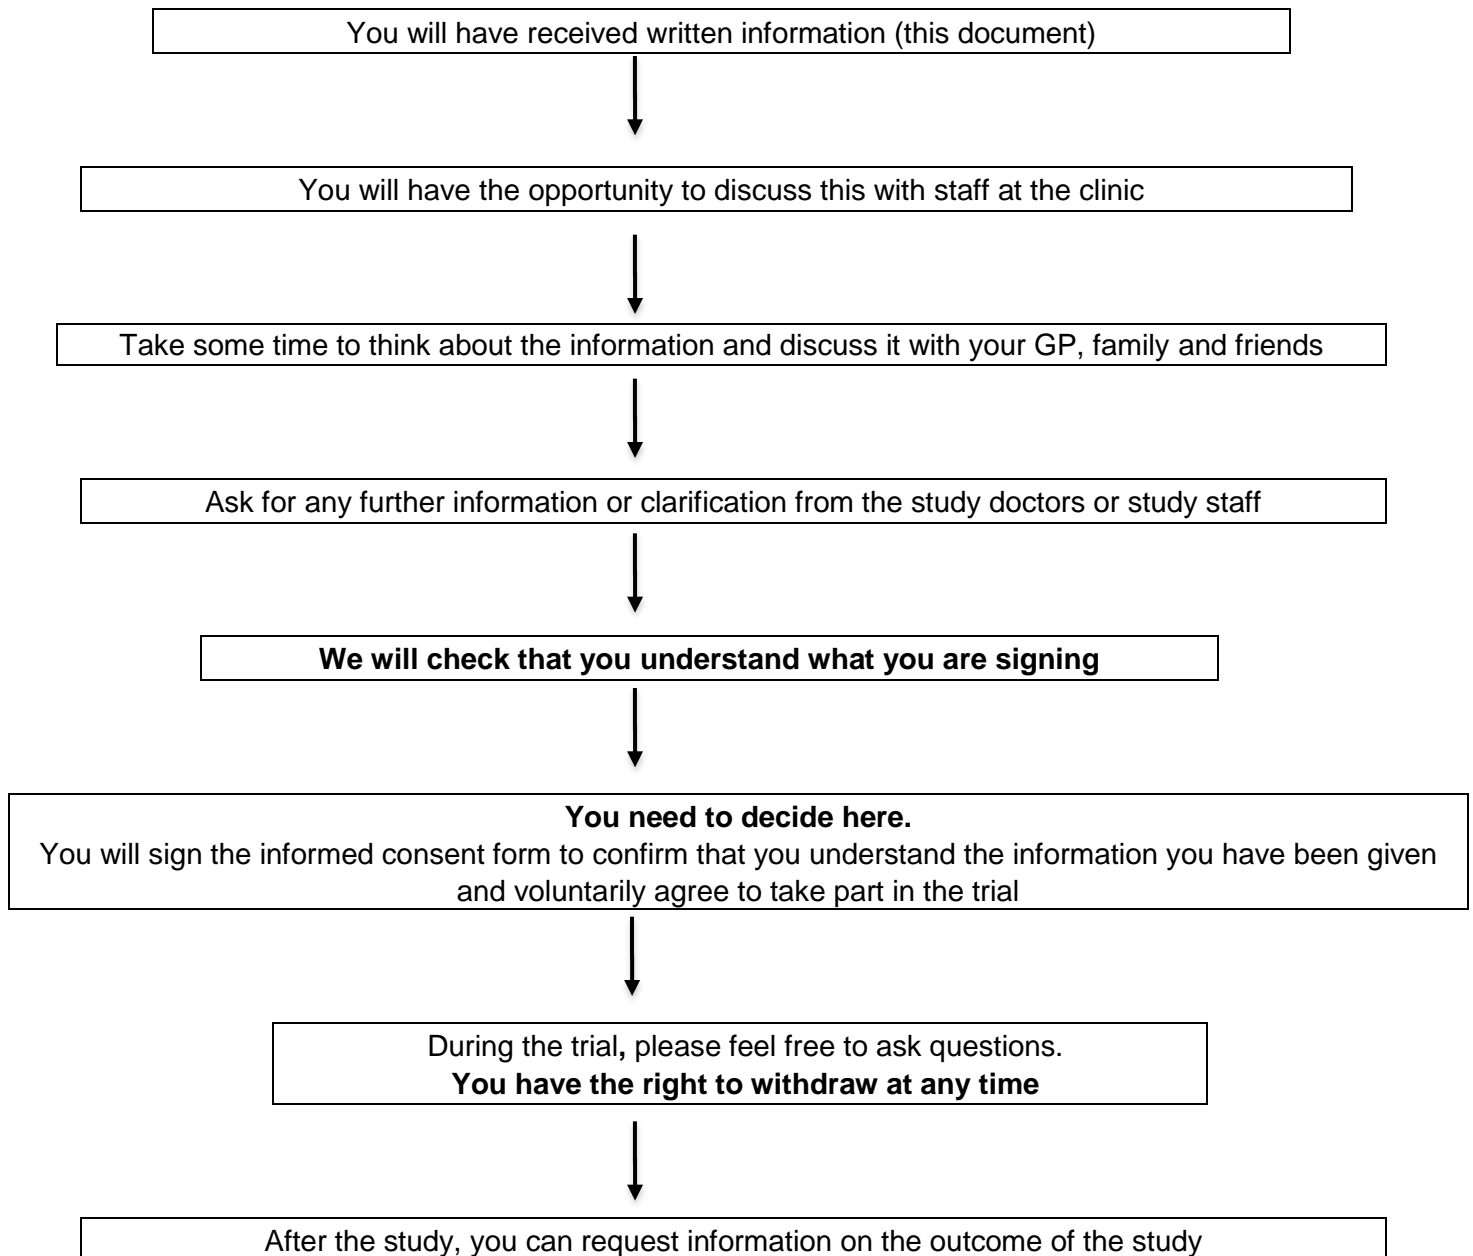 You will have received written information (this document)
You will have the opportunity to discuss this with staff at the clinic
Take some time to think about the information and discuss it with your GP, family and friends
Ask for any further information or clarification from the study doctors or study staff
We will check that you understand what you are signing
You need to decide here.
You will sign the informed consent form to confirm that you understand the information you have been given
and voluntarily agree to take part in the trial
During the trial, please feel free to ask questions.
You have the right to withdraw at any time
After the study, you can request information on the outcome of the study